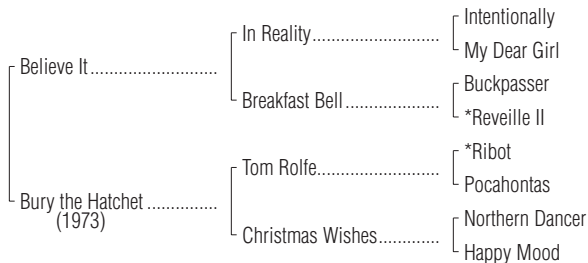 Intentionally
In Reality........................................
My Dear Girl
Believe It..............................
Buckpasser
Breakfast Bell..............................
*Reveille II
*Ribot
Tom Rolfe........................................
Pocahontas
Bury the Hatchet................
(1973)
Northern Dancer
Christmas Wishes....................
Happy Mood